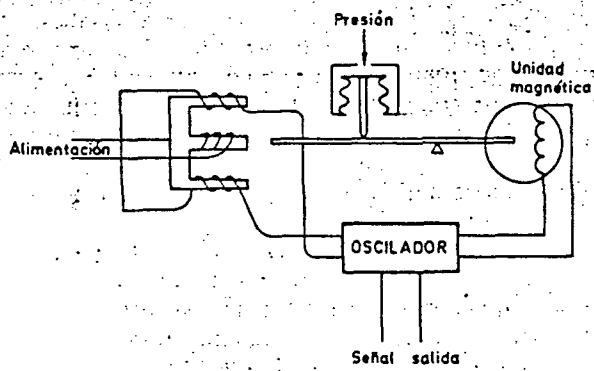 Presión
Unidad
magnética
Alimentación
OSCILADOR
Señal salida